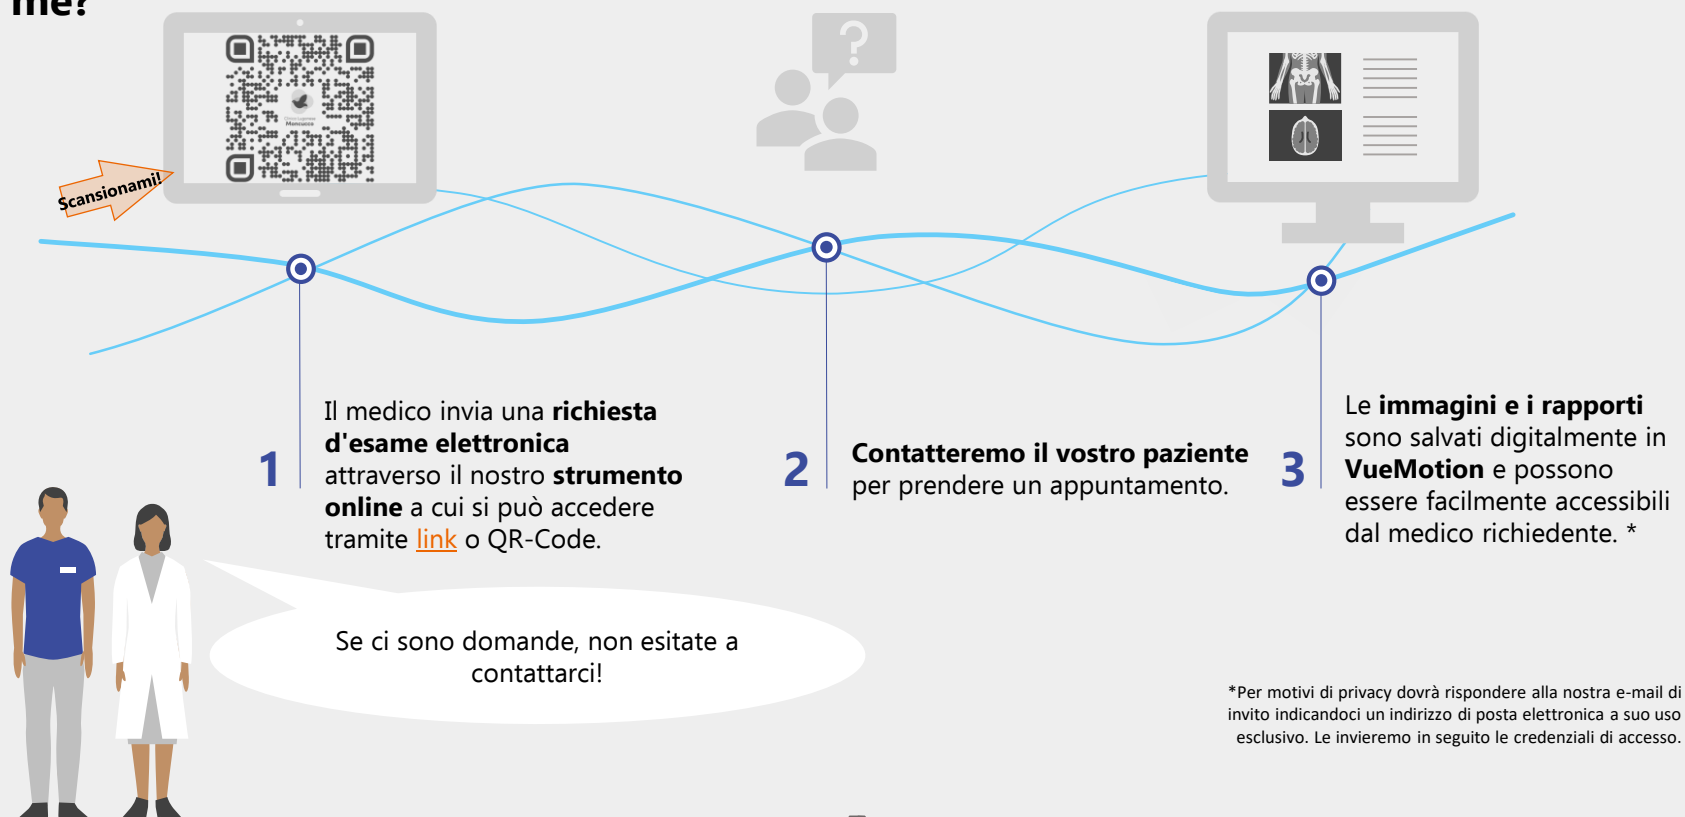 me?
Scansionami!
Moncucco
?
1
Il medico invia una richiesta
d'esame elettronica
attraverso il nostro strumento
online a cui si può accedere
tramite link o QR-Code.
2
Contatteremo il vostro paziente
per prendere un appuntamento.
3
Le immagini e i rapporti
sono salvati digitalmente in
VueMotion e possono
essere facilmente accessibili
dal medico richiedente. *
Se ci sono domande, non esitate a
contattarci!
*Per motivi di privacy dovrà rispondere alla nostra e-mail di
invito indicandoci un indirizzo di posta elettronica a suo uso
esclusivo. Le invieremo in seguito le credenziali di accesso.